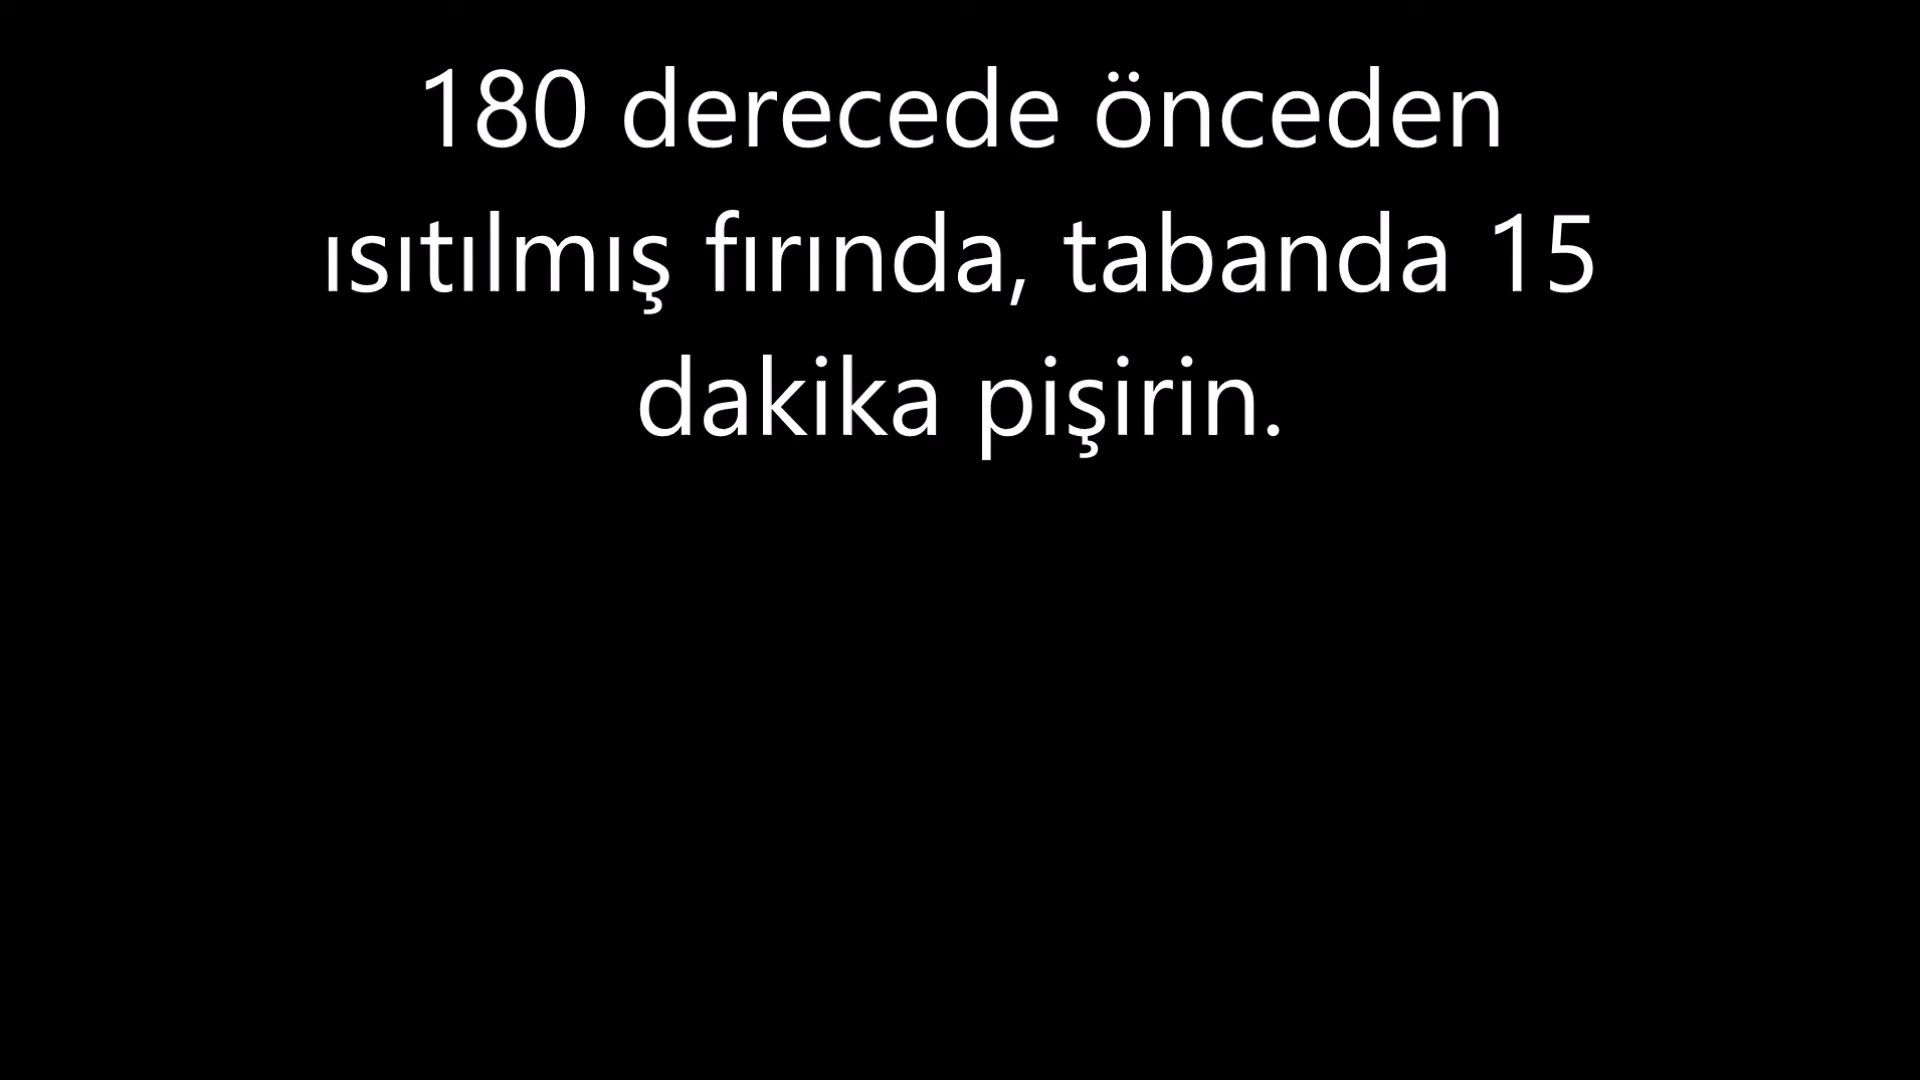 180 derecede önceden
ısıtılmış fırında, tabanda 15
dakika pişirin.